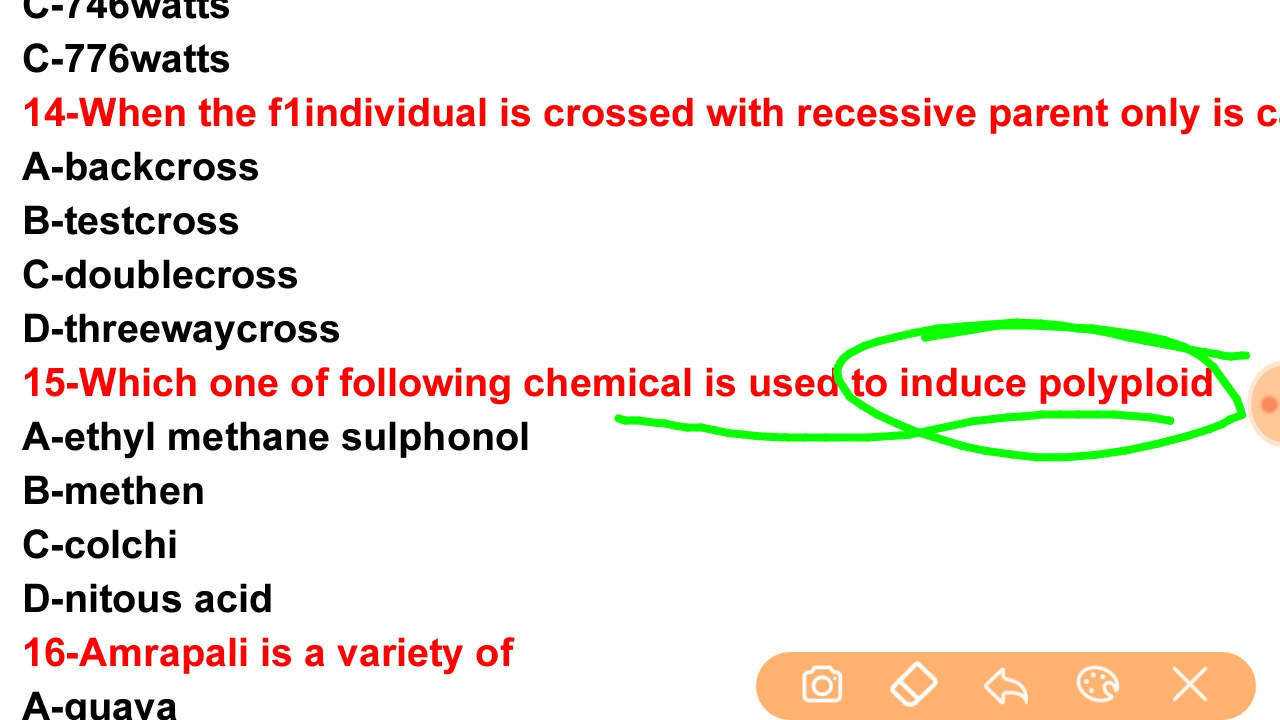 C-746watts
C-776watts
14-When the f1individual is crossed with recessive parent only is
A-backcross
B-testcross
C-doublecross
D-threewaycross
15-Which one of following chemical is used to induce polyploid
A-ethyl methane sulphonol
B-methen
C-colchi
D-nitous acid
16-Amrapali is a variety of
A-guava